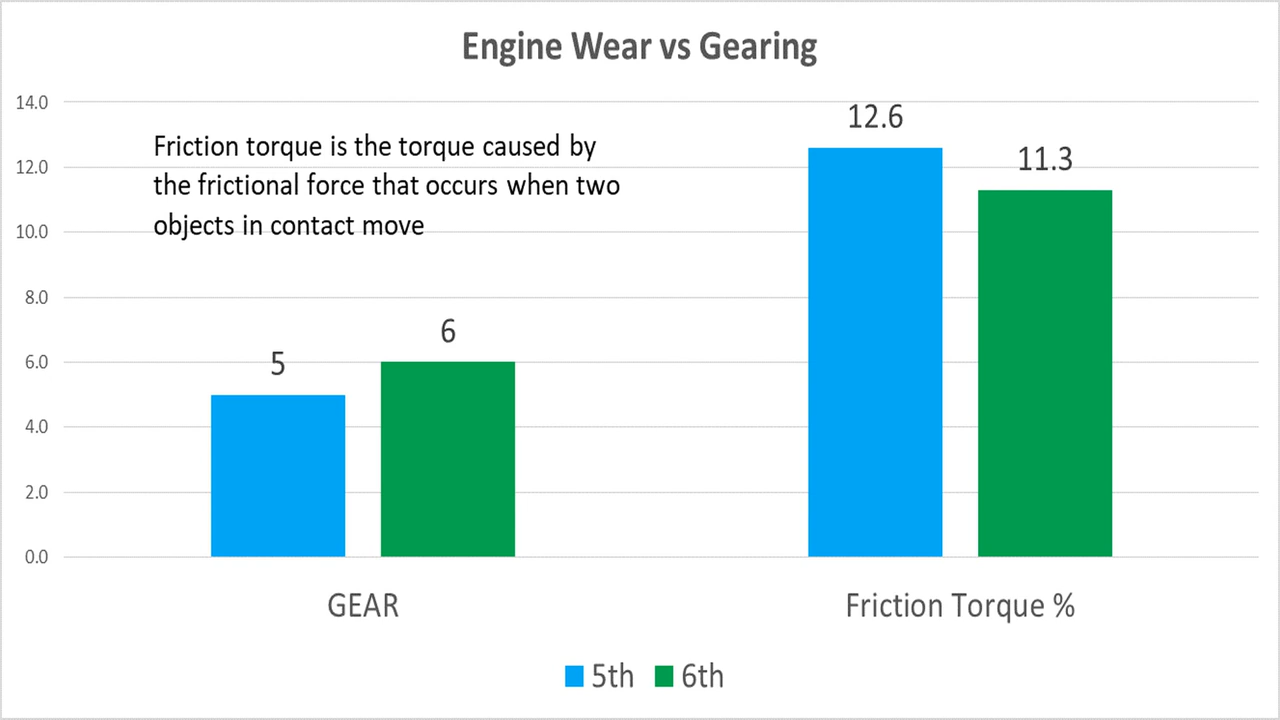 Engine Wear vs Gearing
14.0
12.0
10.0
8.0
6.0
4.0
2.0
0.0
Friction torque is the torque caused by
the frictional force that occurs when two
objects in contact move
5
6
12.6
11.3
GEAR
Friction Torque %
5th
6th